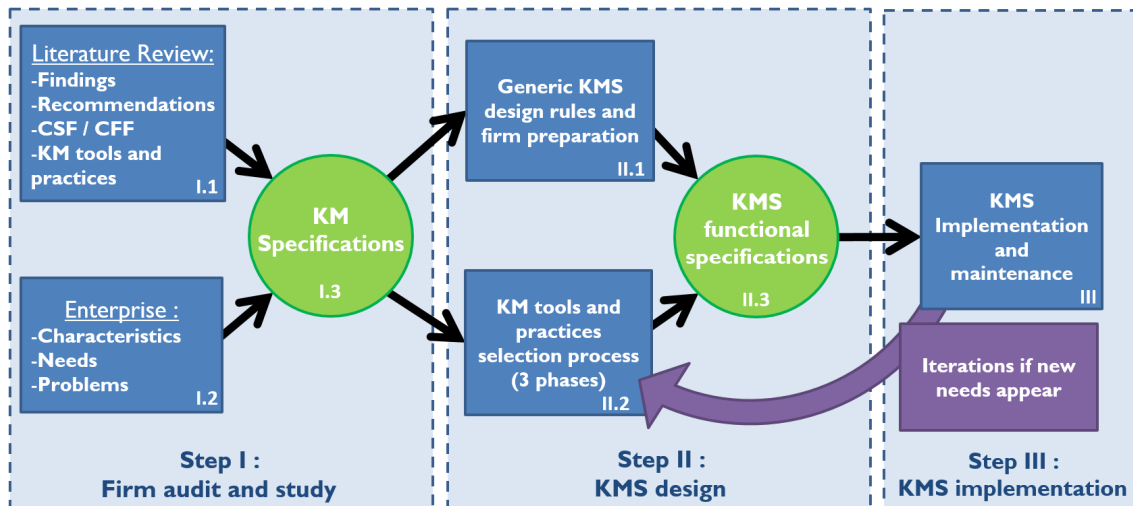 Literature Review:
-Findings
-Recommendations
-CSF / CFF
-KM tools and
practices
I.1
Enterprise :
-Characteristics
-Needs
-Problems
I.2
KM
Specifications
I.3
Step I :
Firm audit and study
Generic KMS
design rules and
firm preparation
II.1
KM tools and
practices
selection process
(3 phases)
II.2
KMS
functional
specifications
II.3
Step II :
KMS design
KMS
Implementation
and
maintenance
III
Iterations if new
needs appear
Step III :
KMS implementation